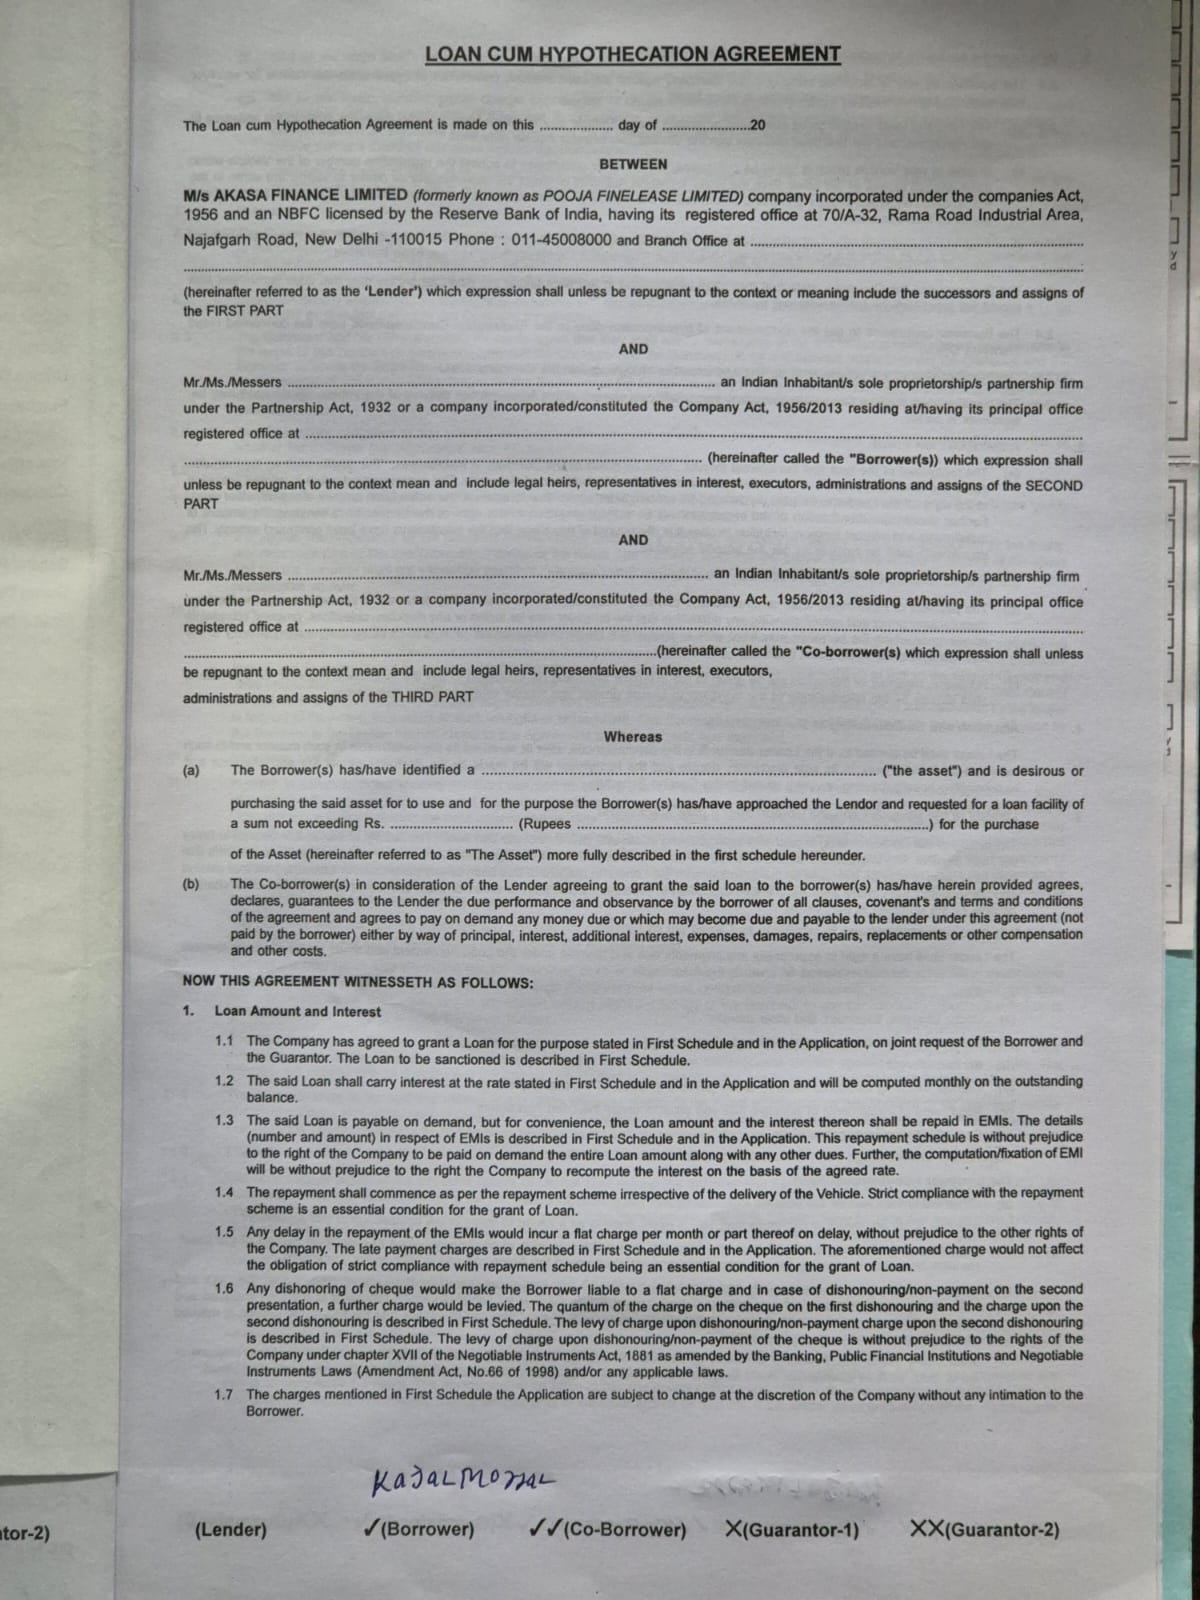 LOAN CUM HYPOTHECATION AGREEMENT
The Loan cum Hypothecation Agreement is made on this .................... day of ........................20
BETWEEN
M/s AKASA FINANCE LIMITED (formerly known as POOJA FINELEASE LIMITED) company incorporated under the companies Act,
1956 and an NBFC licensed by the Reserve Bank of India, having its registered office at 70/A-32, Rama Road Industrial Area,
Najafgarh Road, New Delhi -110015 Phone : 011-45008000 and Branch Office at ....................
....................
(hereinafter referred to as the 'Lender') which expression shall unless be repugnant to the context or meaning include the successors and assigns of
the FIRST PART
AND
Mr./Ms./Messers .................... an Indian Inhabitant/s sole proprietorship/s partnership firm
under the Partnership Act, 1932 or a company incorporated/constituted the Company Act, 1956/2013 residing at/having its principal office
registered office at ....................
.................... (hereinafter called the "Borrower(s)) which expression shall
unless be repugnant to the context mean and include legal heirs, representatives in interest, executors, administrations and assigns of the SECOND
PART
AND
Mr./Ms./Messers .................... an Indian Inhabitant/s sole proprietorship/s partnership firm
under the Partnership Act, 1932 or a company incorporated/constituted the Company Act, 1956/2013 residing at/having its principal office
registered office at ....................
....................(hereinafter called the "Co-borrower(s) which expression shall unless
be repugnant to the context mean and include legal heirs, representatives in interest, executors,
administrations and assigns of the THIRD PART
Whereas
(a) The Borrower(s) has/have identified a .................... ("the asset") and is desirous or
purchasing the said asset for to use and for the purpose the Borrower(s) has/have approached the Lendor and requested for a loan facility of
a sum not exceeding Rs. .................... (Rupees ....................) for the purchase
of the Asset (hereinafter referred to as "The Asset") more fully described in the first schedule hereunder.
(b) The Co-borrower(s) in consideration of the Lender agreeing to grant the said loan to the borrower(s) has/have herein provided agrees,
declares, guarantees to the Lender the due performance and observance by the borrower of all clauses, covenant's and terms and conditions
of the agreement and agrees to pay on demand any money due or which may become due and payable to the lender under this agreement (not
paid by the borrower) either by way of principal, interest, additional interest, expenses, damages, repairs, replacements or other compensation
and other costs.
NOW THIS AGREEMENT WITNESSETH AS FOLLOWS:
1. Loan Amount and Interest
1.1 The Company has agreed to grant a Loan for the purpose stated in First Schedule and in the Application, on joint request of the Borrower and
the Guarantor. The Loan to be sanctioned is described in First Schedule.
1.2 The said Loan shall carry interest at the rate stated in First Schedule and in the Application and will be computed monthly on the outstanding
balance.
1.3 The said Loan is payable on demand, but for convenience, the Loan amount and the interest thereon shall be repaid in EMIs. The details
(number and amount) in respect of EMIs is described in First Schedule and in the Application. This repayment schedule is without prejudice
to the right of the Company to be paid on demand the entire Loan amount along with any other dues. Further, the computation/fixation of EMI
will be without prejudice to the right the Company to recompute the interest on the basis of the agreed rate.
1.4 The repayment shall commence as per the repayment scheme irrespective of the delivery of the Vehicle. Strict compliance with the repayment
scheme is an essential condition for the grant of Loan.
1.5 Any delay in the repayment of the EMIs would incur a flat charge per month or part thereof on delay, without prejudice to the other rights of
the Company. The late payment charges are described in First Schedule and in the Application. The aforementioned charge would not affect
the obligation of strict compliance with repayment schedule being an essential condition for the grant of Loan.
1.6 Any dishonoring of cheque would make the Borrower liable to a flat charge and in case of dishonouring/non-payment on the second
presentation, a further charge would be levied. The quantum of the charge on the cheque on the first dishonouring and the charge upon the
second dishonouring is described in First Schedule. The levy of charge upon dishonouring/non-payment charge upon the second dishonouring
is described in First Schedule. The levy of charge upon dishonouring/non-payment of the cheque is without prejudice to the rights of the
Company under chapter XVII of the Negotiable Instruments Act, 1881 as amended by the Banking, Public Financial Institutions and Negotiable
Instruments Laws (Amendment Act, No.66 of 1998) and/or any applicable laws.
1.7 The charges mentioned in First Schedule the Application are subject to change at the discretion of the Company without any intimation to the
Borrower.
KaJaL
(Lender) ✓(Borrower) ✓✓(Co-Borrower) X(Guarantor-1) XX(Guarantor-2)
tor-2)